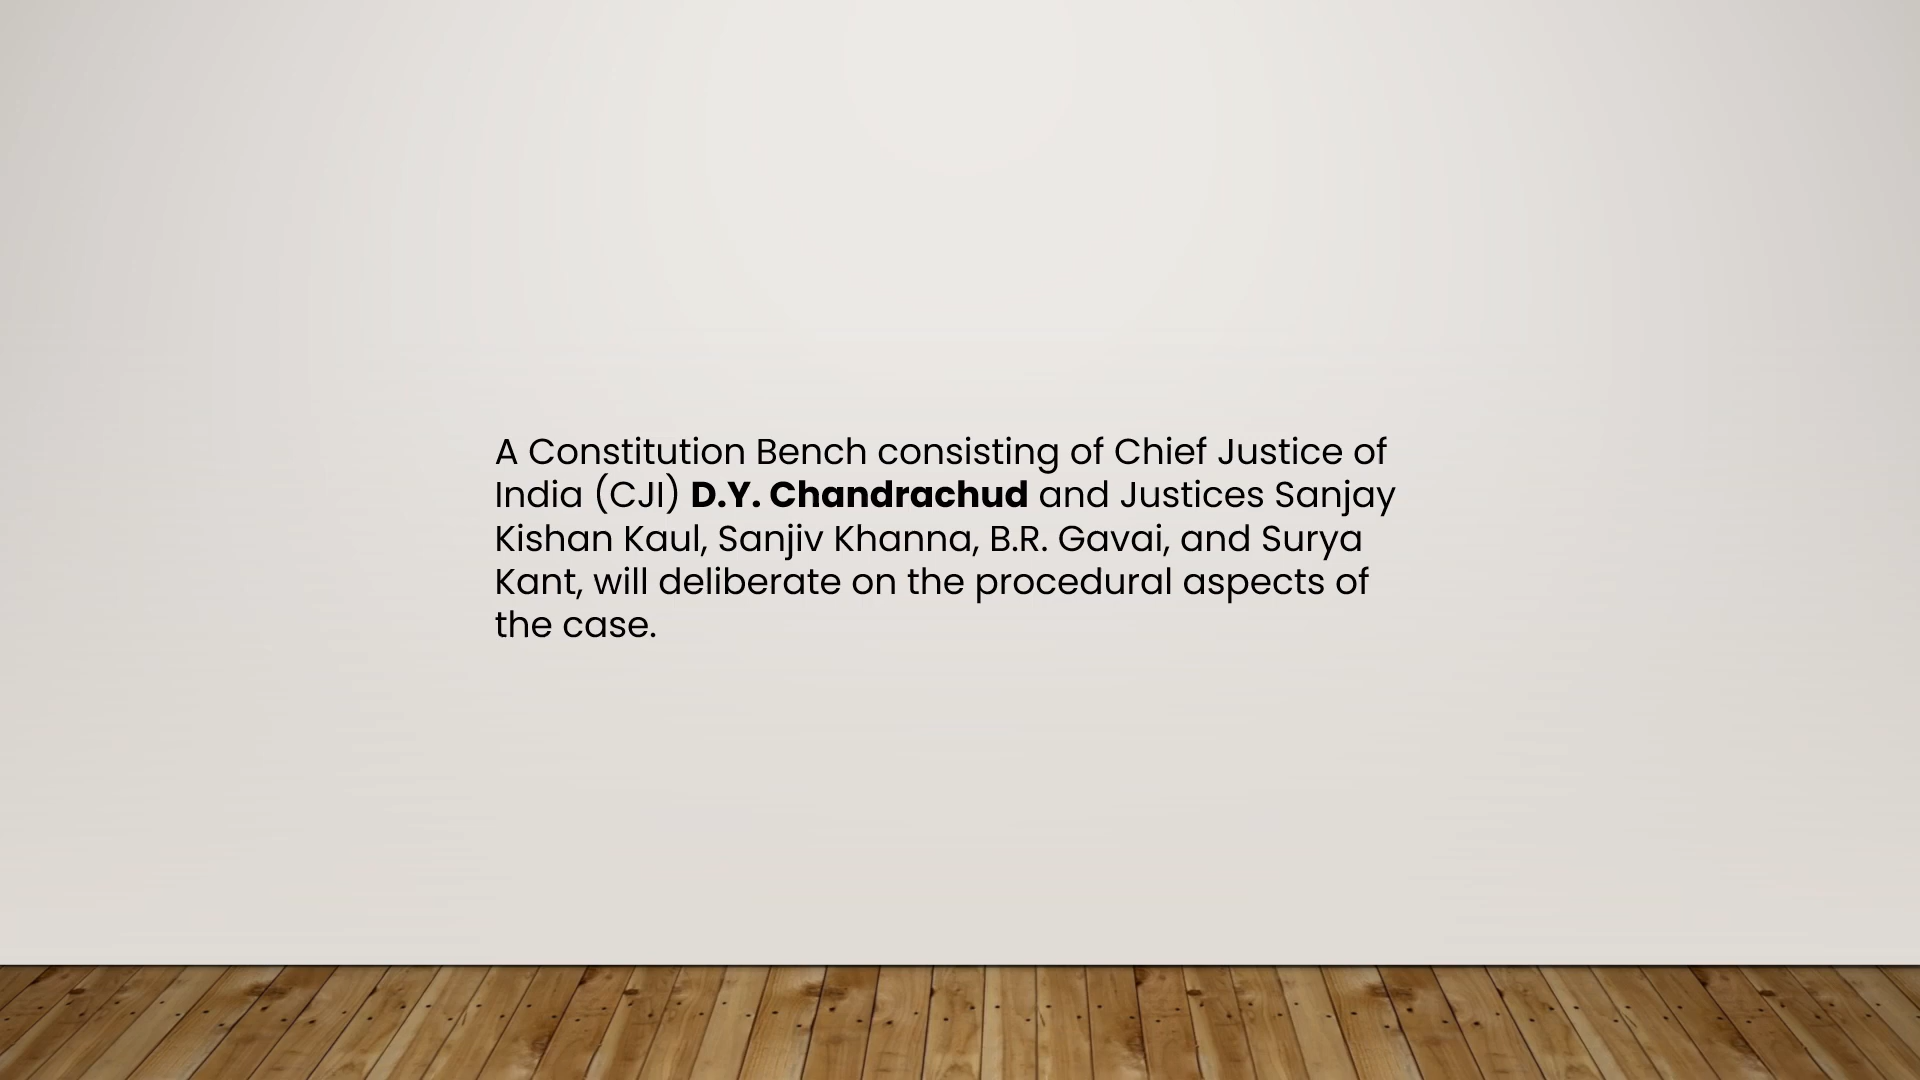 A Constitution Bench consisting of Chief Justice of
India (CJI) D.Y. Chandrachud and Justices Sanjay
Kishan Kaul, Sanjiv Khanna, B.R. Gavai, and Surya
Kant, will deliberate on the procedural aspects of
the case.